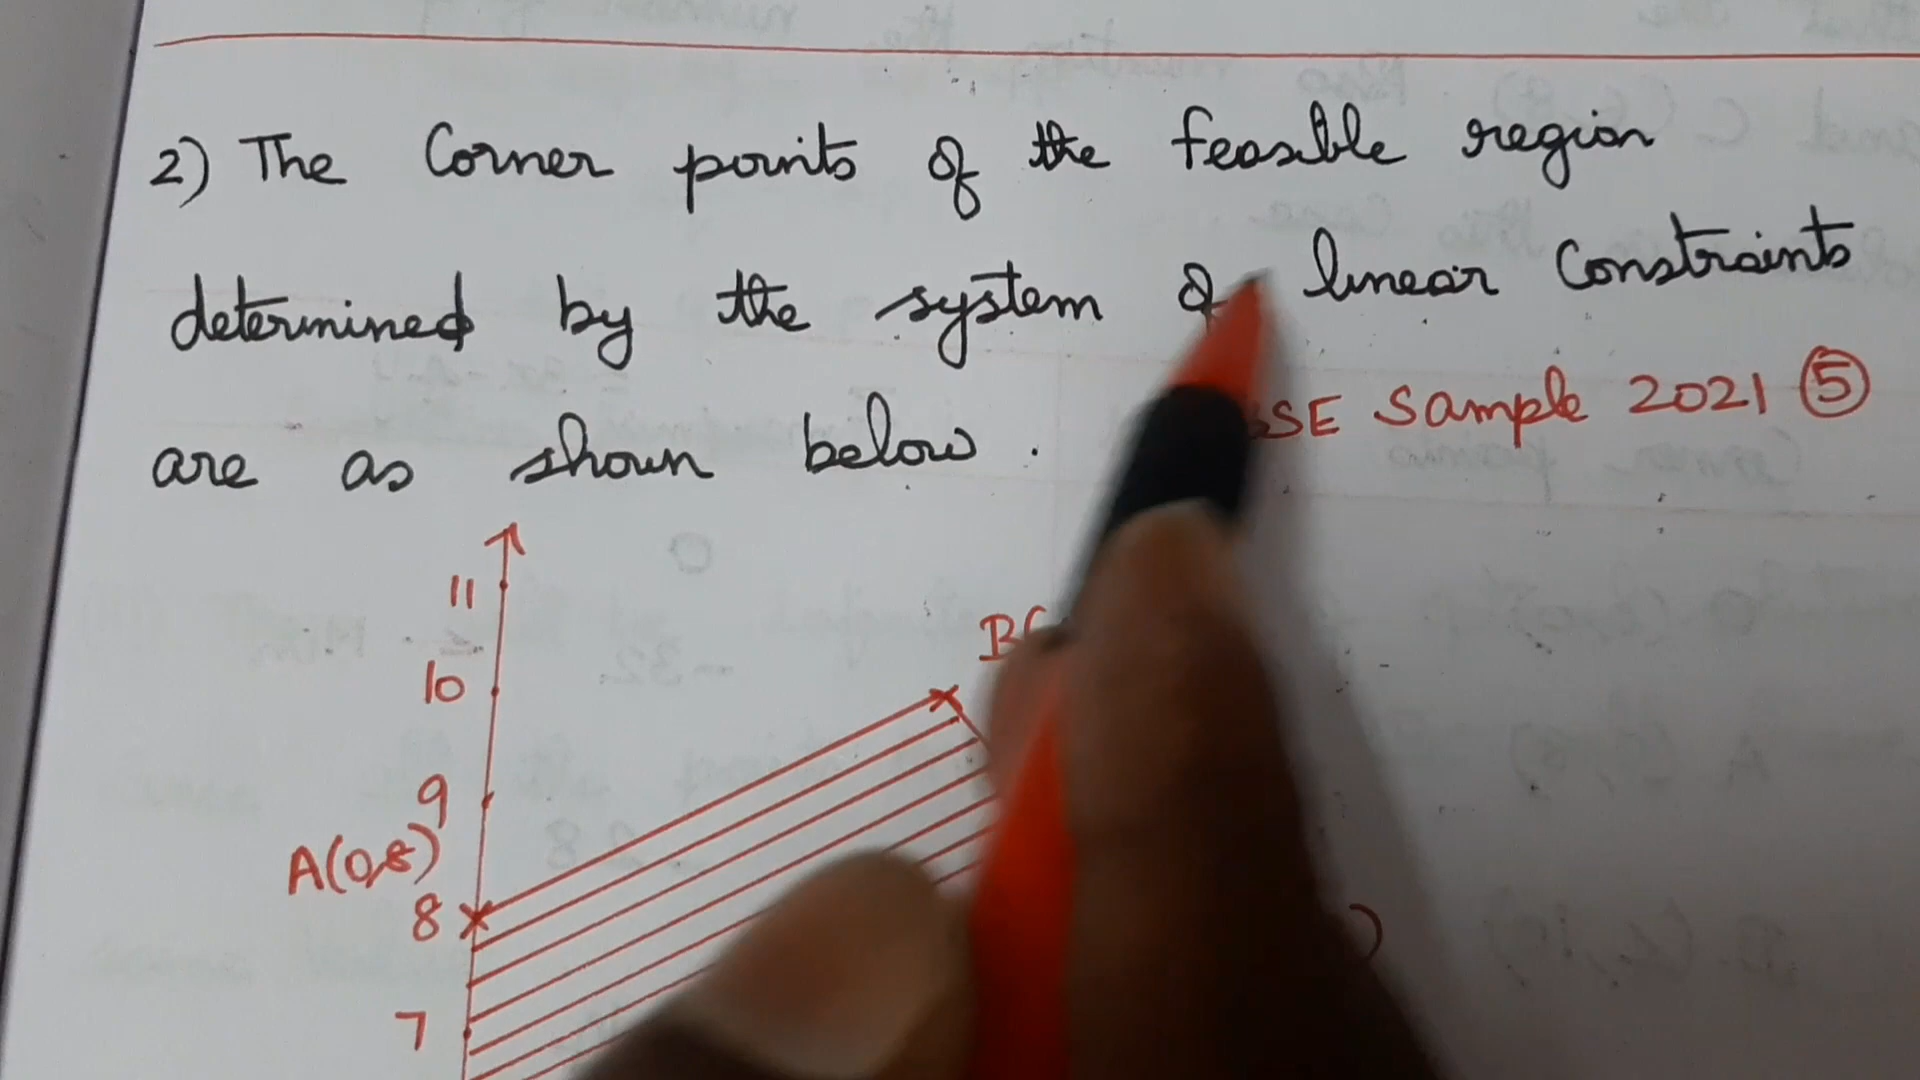 2) The Corner points of the feasible region
determined by the system of linear Constraints
are as shown below.
SE Sample 2021 5
11
B(
10
9
A(0,8)
8
)
7